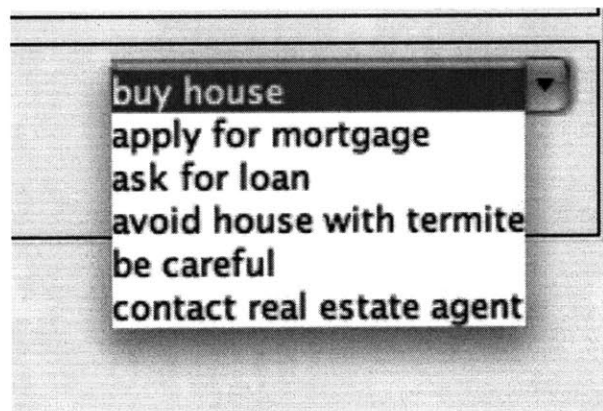 buy house
apply for mortgage
ask for loan
avoid house with termite
be careful
contact real estate agent